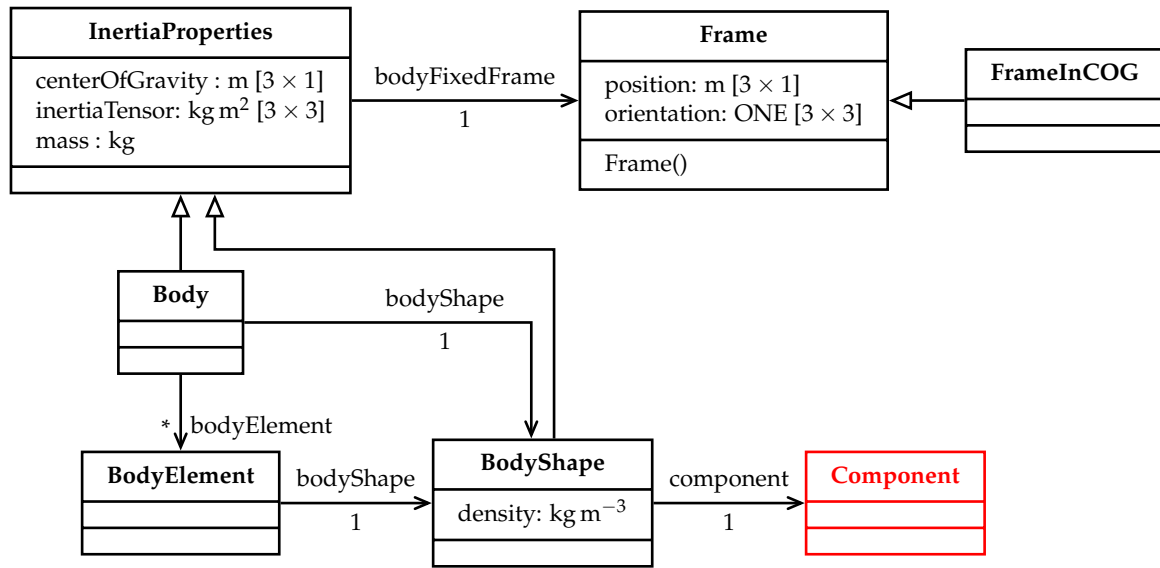 InertiaProperties
centerOfGravity : m [3 × 1]
inertiaTensor: kg m² [3 × 3]
mass : kg
bodyFixedFrame
1
Frame
position: m [3 × 1]
orientation: ONE [3 × 3]
Frame()
FrameInCOG
Body
bodyShape
1
* bodyElement
BodyElement
bodyShape
1
BodyShape
density: kg m⁻³
component
1
Component